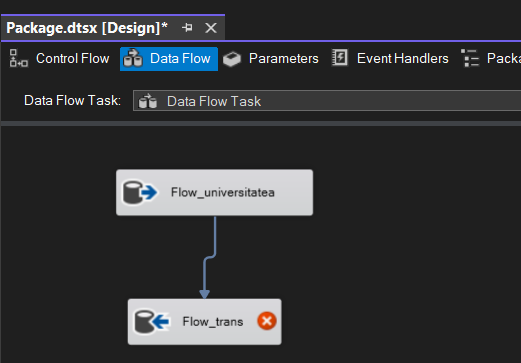 Package.dtsx [Design]*
Control Flow Data Flow Parameters Event Handlers Packa
Data Flow Task: Data Flow Task
Flow_universitatea
Flow_trans